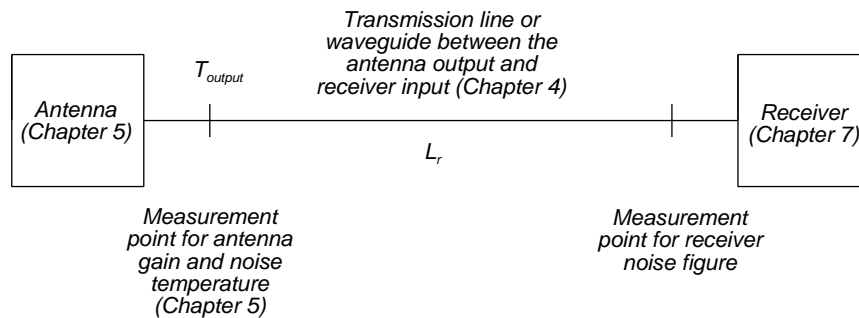 Transmission line or
waveguide between the
antenna output and
receiver input (Chapter 4)
T_output
Antenna
(Chapter 5)
Receiver
(Chapter 7)
L_r
Measurement
point for antenna
gain and noise
temperature
(Chapter 5)
Measurement
point for receiver
noise figure